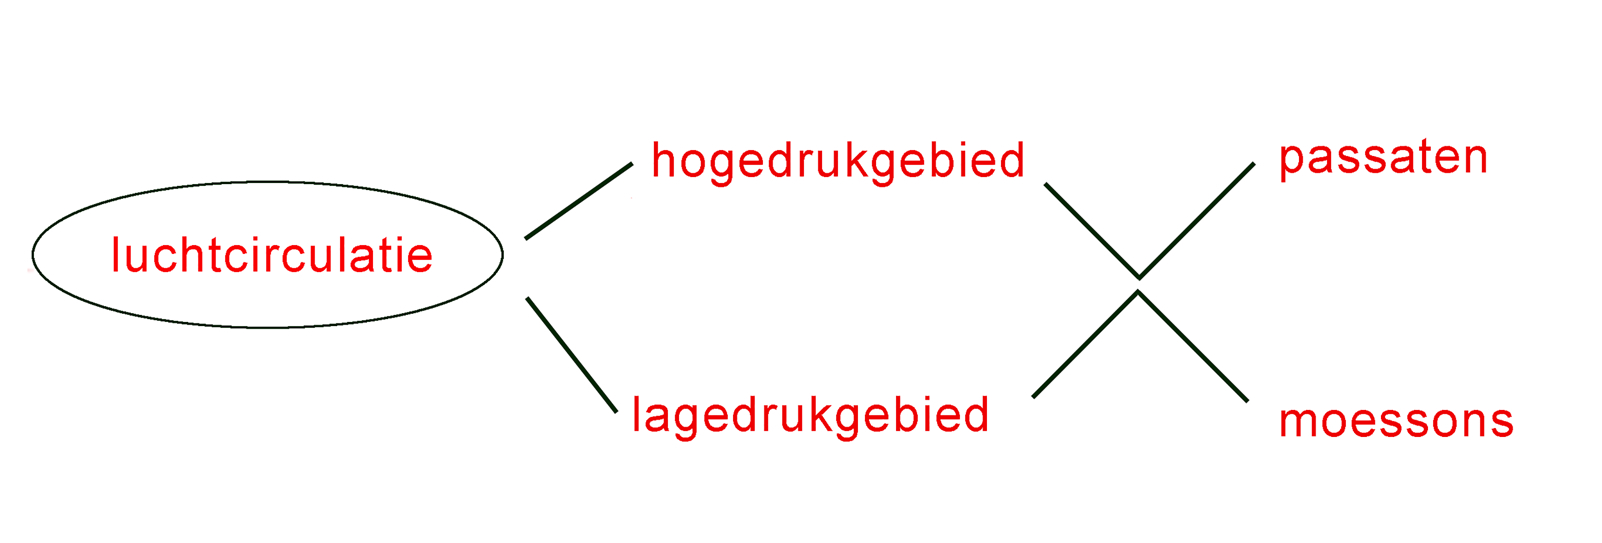 luchtcirculatie
hogedrukgebied
lagedrukgebied
passaten
moessons